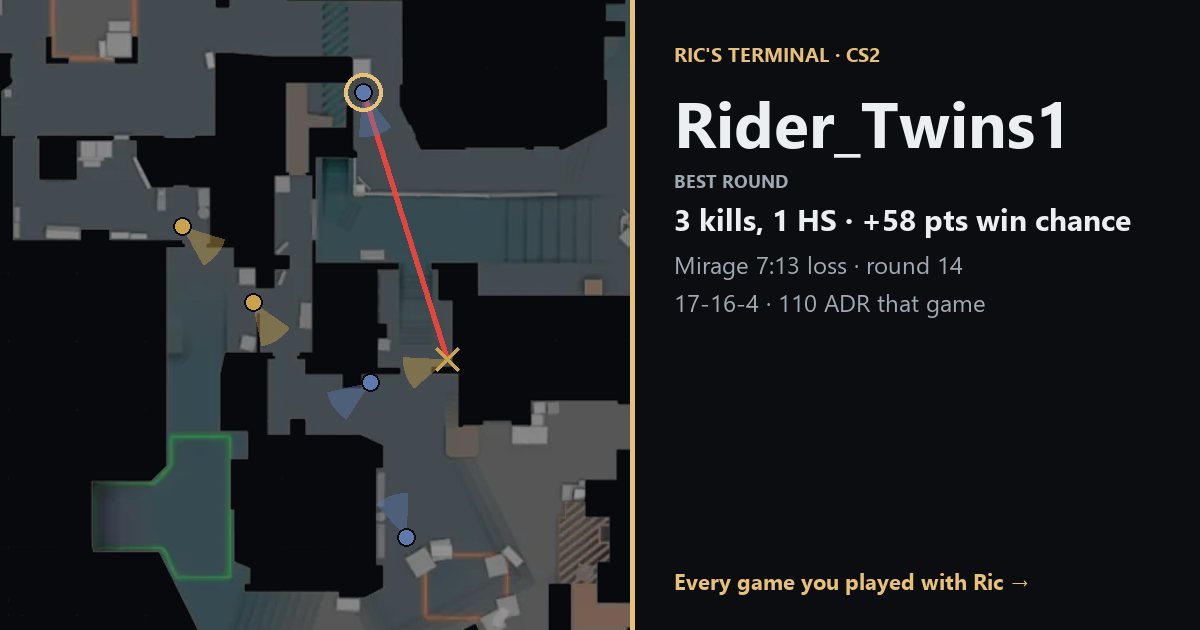 RIC'S TERMINAL · CS2
Rider_Twins1
BEST ROUND
3 kills, 1 HS · +58 pts win chance
Mirage 7:13 loss · round 14
17-16-4 · 110 ADR that game
Every game you played with Ric →